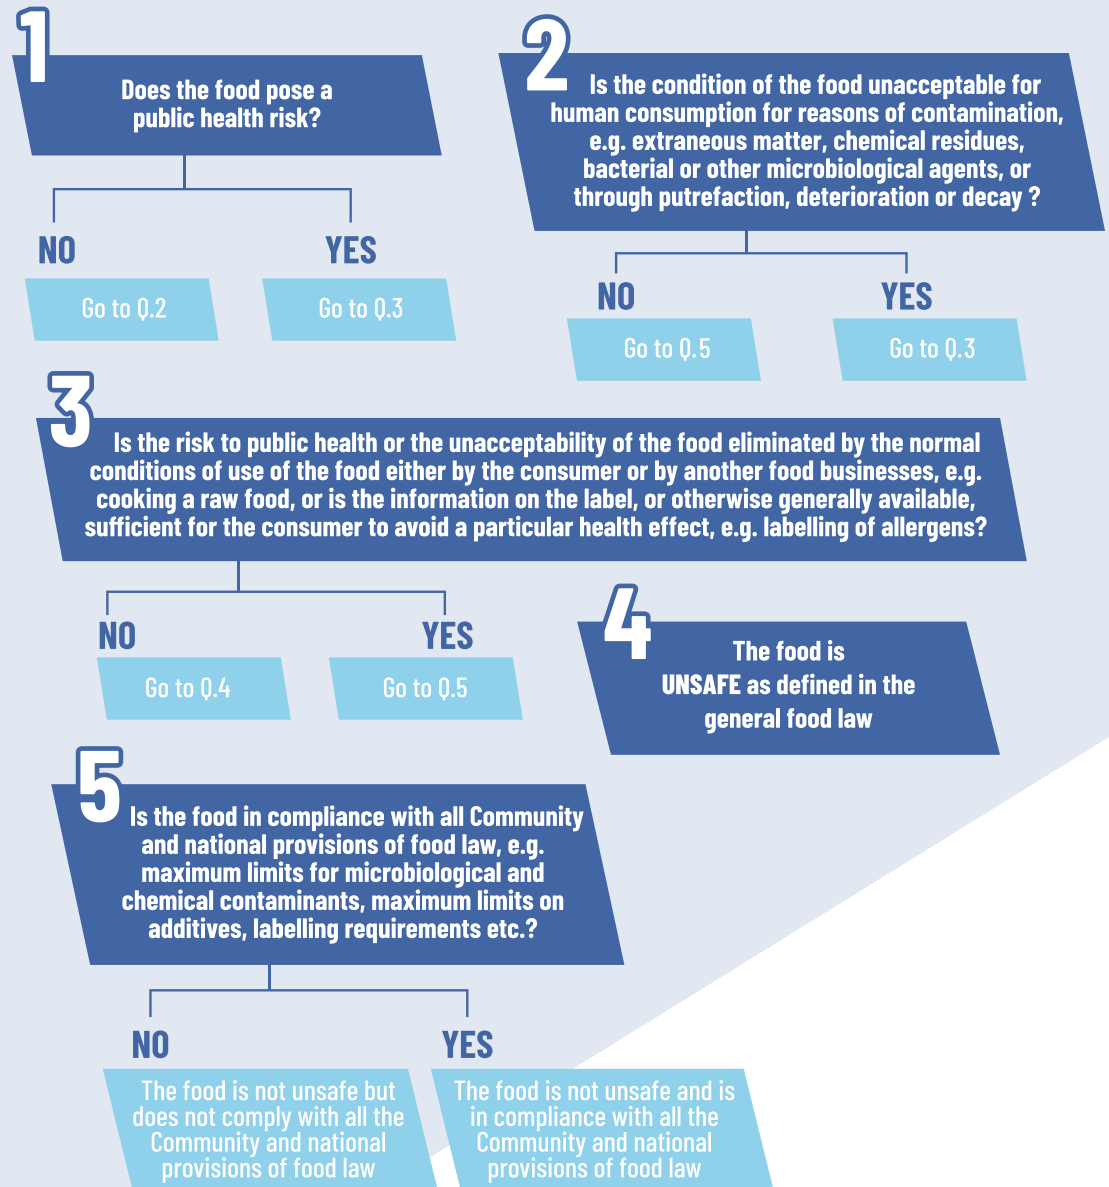 1
Does the food pose a
public health risk?
NO
YES
Go to Q.2
Go to Q.3
2
Is the condition of the food unacceptable for
human consumption for reasons of contamination,
e.g. extraneous matter, chemical residues,
bacterial or other microbiological agents, or
through putrefaction, deterioration or decay ?
NO
YES
Go to Q.5
Go to Q.3
3
Is the risk to public health or the unacceptability of the food eliminated by the normal
conditions of use of the food either by the consumer or by another food businesses, e.g.
cooking a raw food, or is the information on the label, or otherwise generally available,
sufficient for the consumer to avoid a particular health effect, e.g. labelling of allergens?
NO
YES
Go to Q.4
Go to Q.5
4
The food is
UNSAFE as defined in the
general food law
5
Is the food in compliance with all Community
and national provisions of food law, e.g.
maximum limits for microbiological and
chemical contaminants, maximum limits on
additives, labelling requirements etc.?
NO
YES
The food is not unsafe but
does not comply with all the
Community and national
provisions of food law
The food is not unsafe and is
in compliance with all the
Community and national
provisions of food law